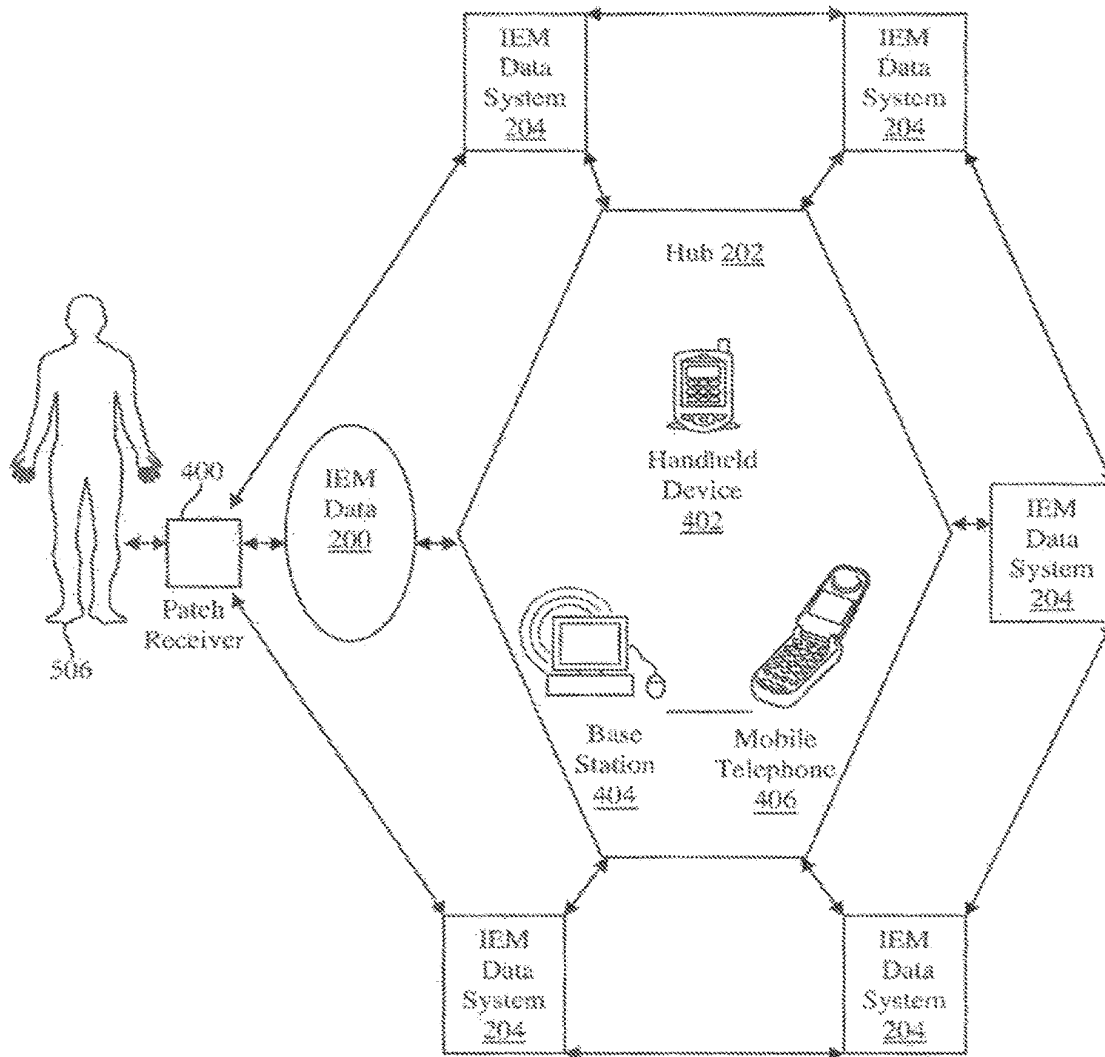 IEM
Data
System
204
IEM
Data
System
204
Hub 202
Handheld
Device
402
400
IEM
Data
200
Patch
Receiver
506
IEM
Data
System
204
Base
Station
404
Mobile
Telephone
406
IEM
Data
System
204
IEM
Data
System
204